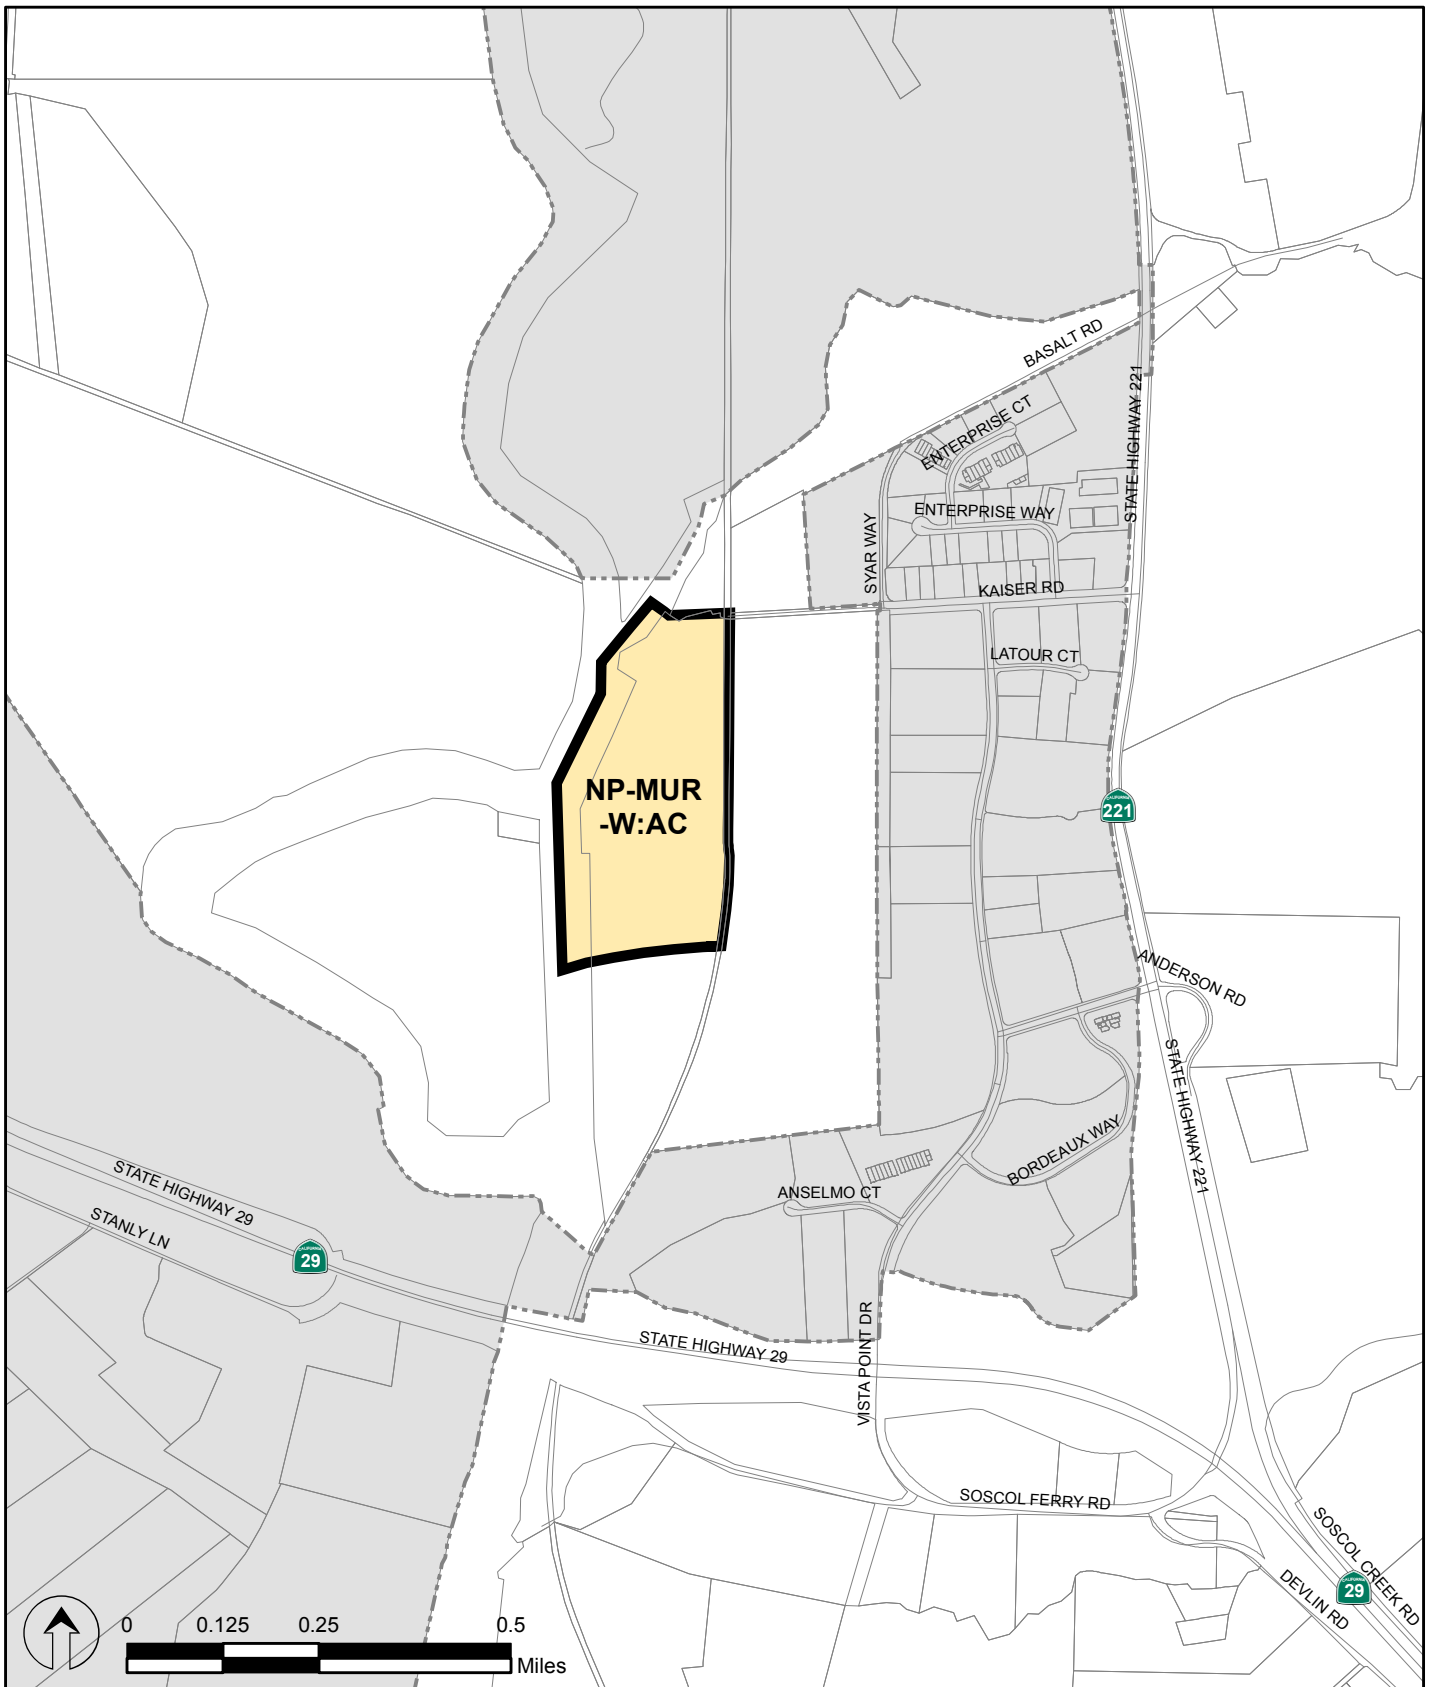 BASALT RD
STATE HIGHWAY 221
ENTERPRISE CT
ENTERPRISE WAY
SYAR WAY
KAISER RD
LATOUR CT
NP-MUR
-W:AC
CALIFORNIA
221
ANDERSON RD
STATE HIGHWAY 221
BORDEAUX WAY
ANSELMO CT
STATE HIGHWAY 29
STANLY LN
CALIFORNIA
29
VISTA POINT DR
STATE HIGHWAY 29
SOSCOL FERRY RD
SOSCOL CREEK RD
CALIFORNIA
29
DEVLIN RD
0 0.125 0.25 0.5
Miles